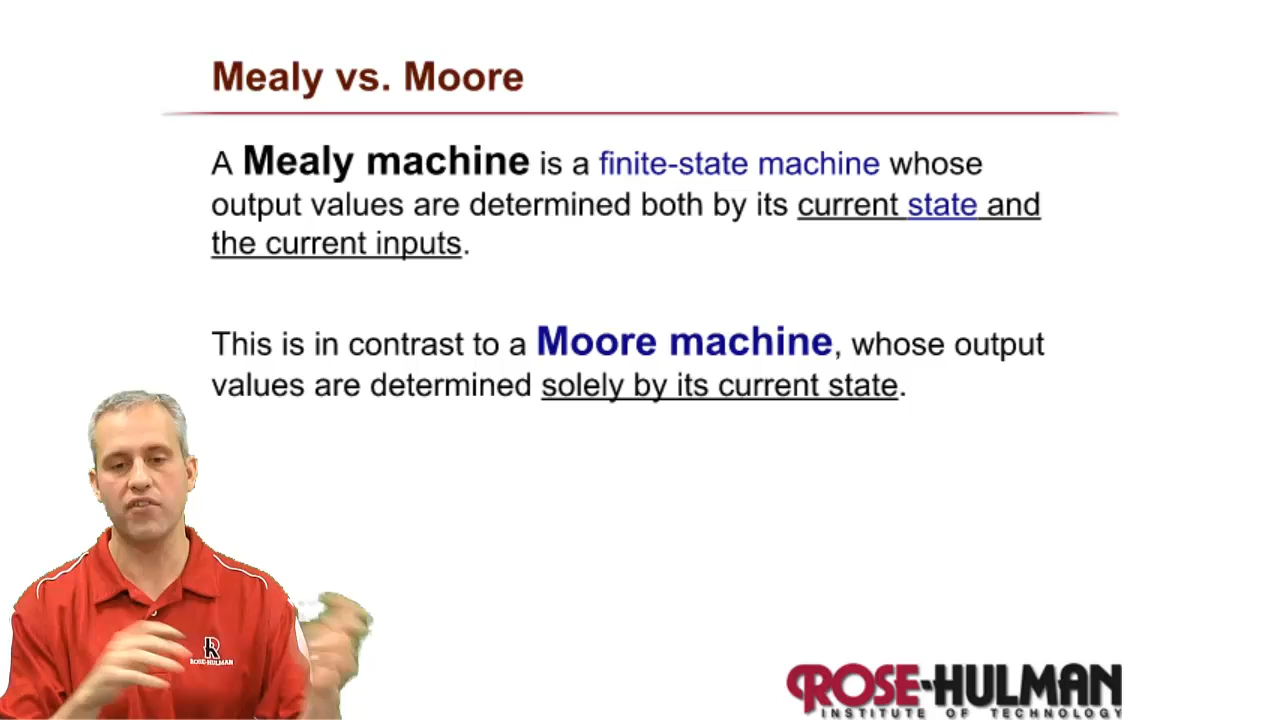 Mealy vs. Moore
A Mealy machine is a finite-state machine whose
output values are determined both by its current state and
the current inputs.
This is in contrast to a Moore machine, whose output
values are determined solely by its current state.
ROSE-HULMAN
ROSE-HULMAN
INSTITUTE OF TECHNOLOGY